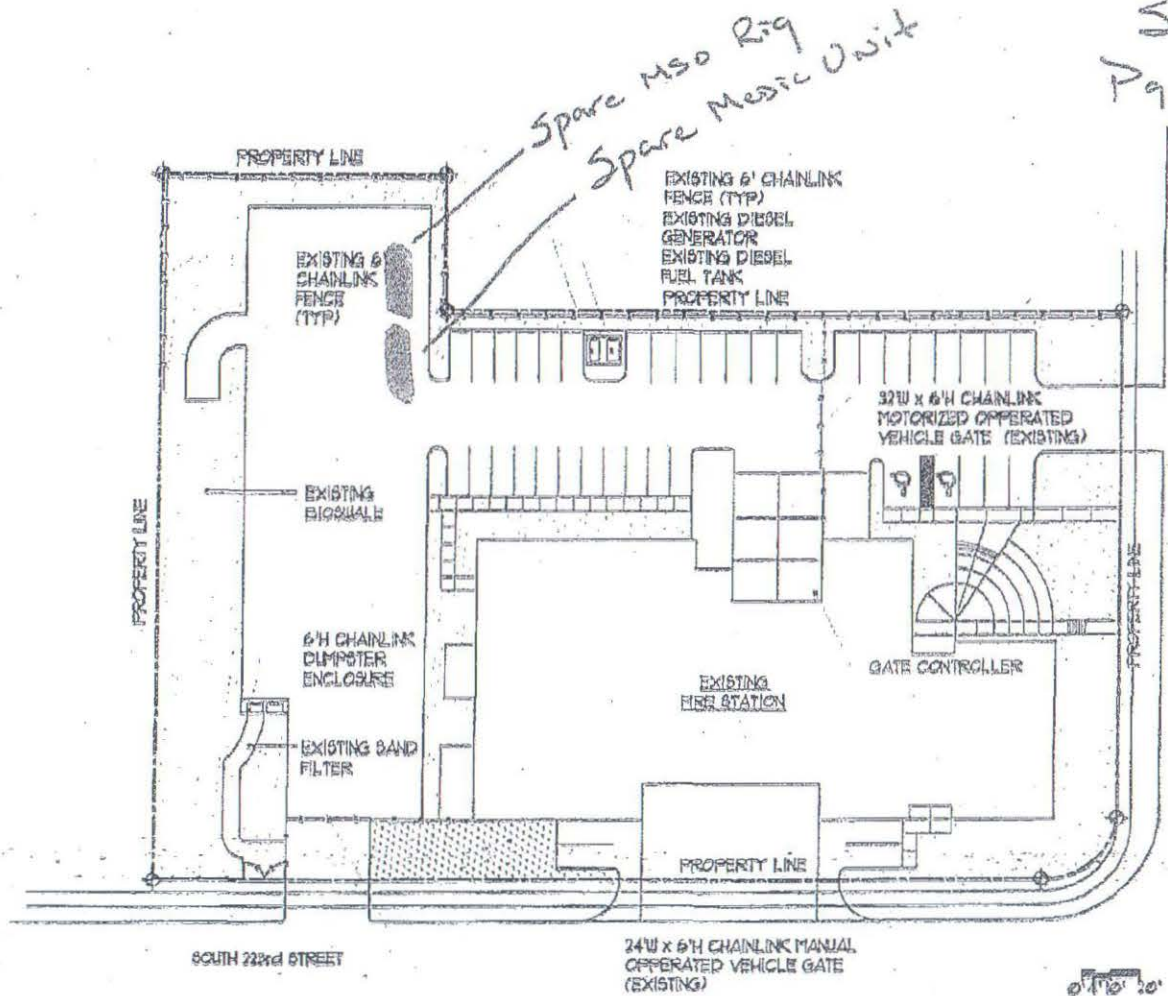 Spare MSO Rig
Spare Medic Unit
Pg
PROPERTY LINE
EXISTING 6' CHAINLINK
FENCE (TYP)
EXISTING DIESEL
GENERATOR
EXISTING DIESEL
FUEL TANK
PROPERTY LINE
EXISTING 6'
CHAINLINK
FENCE
(TYP)
32'W x 6'H CHAINLINK
MOTORIZED OPPERATED
VEHICLE GATE (EXISTING)
EXISTING
BIOSWALE
PROPERTY LINE
PROPERTY LINE
6'H CHAINLINK
DUMPSTER
ENCLOSURE
GATE CONTROLLER
EXISTING
FIRE STATION
EXISTING SAND
FILTER
PROPERTY LINE
SOUTH 223rd STREET
24'W x 6'H CHAINLINK MANUAL
OPPERATED VEHICLE GATE
(EXISTING)
20'